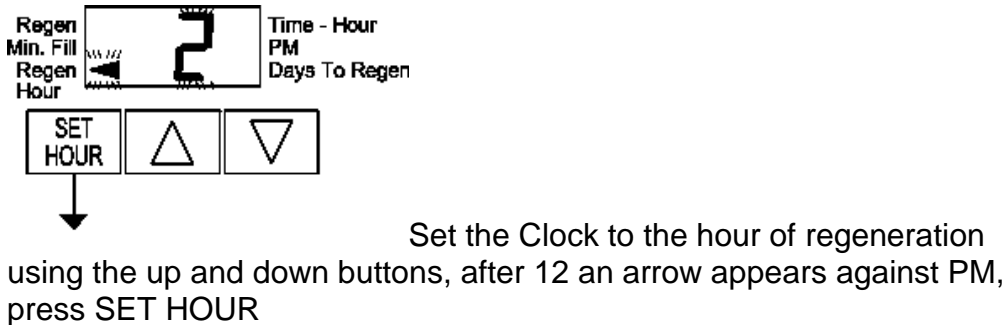 Regen
Min. Fill
Regen
Hour
2
Time - Hour
PM
Days To Regen
SET
HOUR
Set the Clock to the hour of regeneration
using the up and down buttons, after 12 an arrow appears against PM,
press SET HOUR